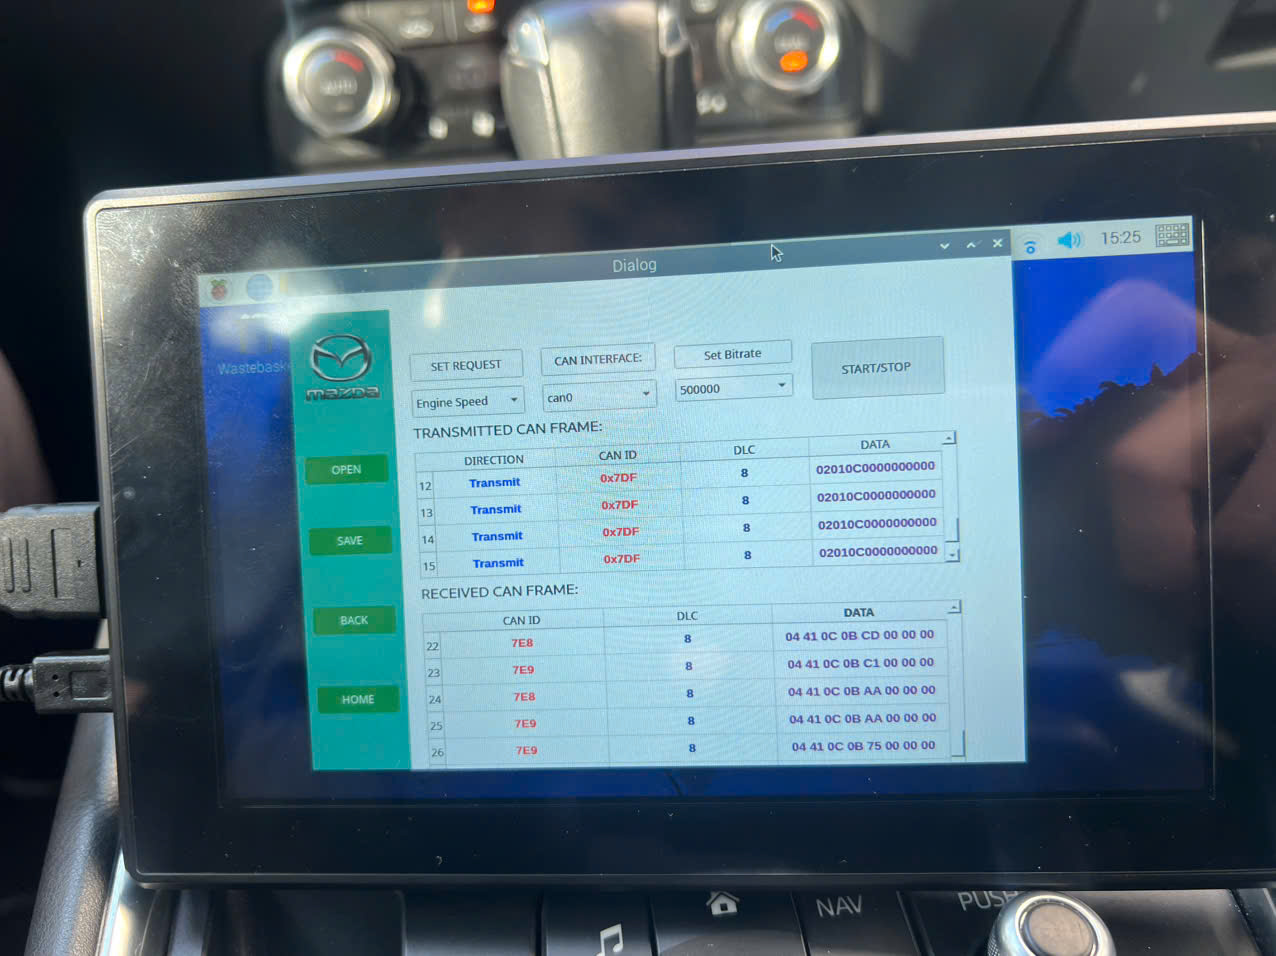 AUTO
Dialog
15:25
Wastebask
mazda
SET REQUEST
CAN INTERFACE:
Set Bitrate
START/STOP
Engine Speed
can0
500000
TRANSMITTED CAN FRAME:
DIRECTION CAN ID DLC DATA
12 Transmit 0x7DF 8 02010C0000000000
13 Transmit 0x7DF 8 02010C0000000000
14 Transmit 0x7DF 8 02010C0000000000
15 Transmit 0x7DF 8 02010C0000000000
OPEN
SAVE
BACK
HOME
RECEIVED CAN FRAME:
CAN ID DLC DATA
22 7E8 8 04 41 0C 0B CD 00 00 00
23 7E9 8 04 41 0C 0B C1 00 00 00
24 7E8 8 04 41 0C 0B AA 00 00 00
25 7E9 8 04 41 0C 0B AA 00 00 00
26 7E9 8 04 41 0C 0B 75 00 00 00
NAV
PUSH